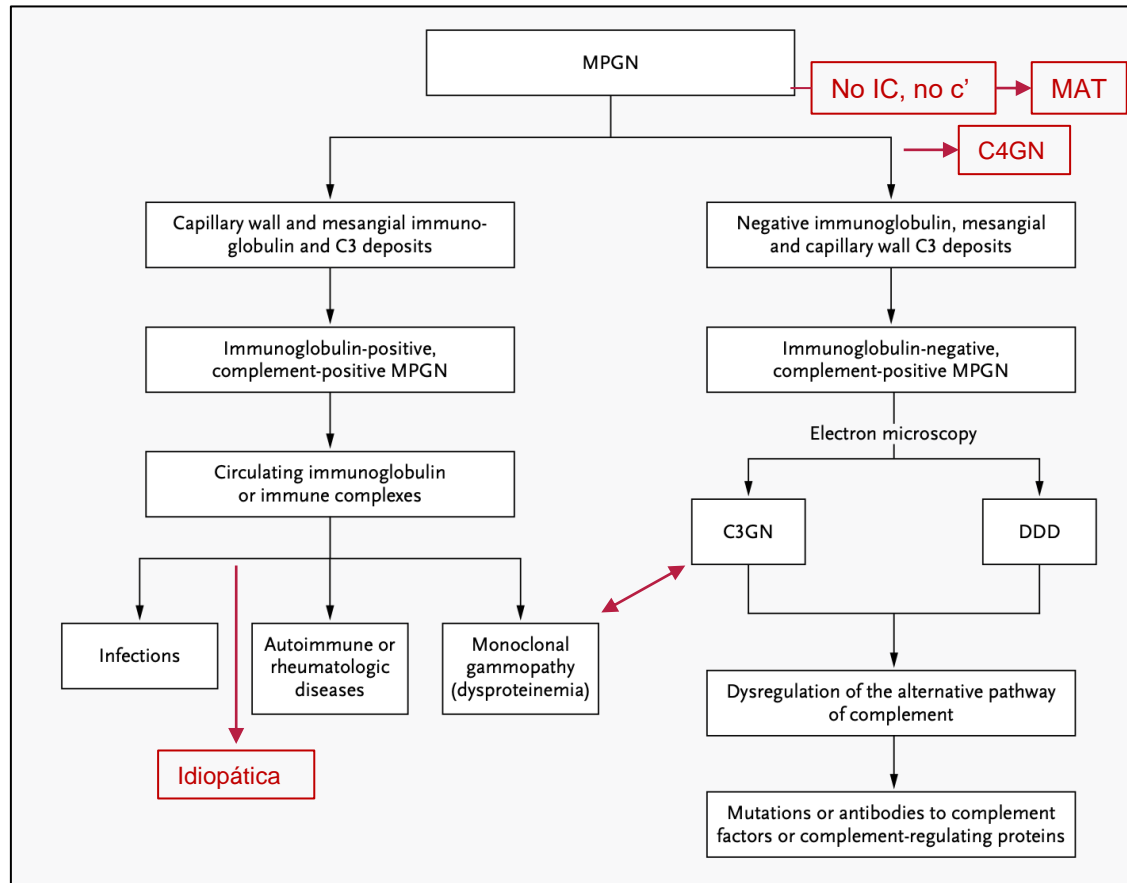 MPGN
No IC, no c’
MAT
C4GN
Capillary wall and mesangial immuno-
globulin and C3 deposits
Negative immunoglobulin, mesangial
and capillary wall C3 deposits
Immunoglobulin-positive,
complement-positive MPGN
Immunoglobulin-negative,
complement-positive MPGN
Electron microscopy
Circulating immunoglobulin
or immune complexes
C3GN
DDD
Infections
Autoimmune or
rheumatologic
diseases
Monoclonal
gammopathy
(dysproteinemia)
Dysregulation of the alternative pathway
of complement
Idiopática
Mutations or antibodies to complement
factors or complement-regulating proteins